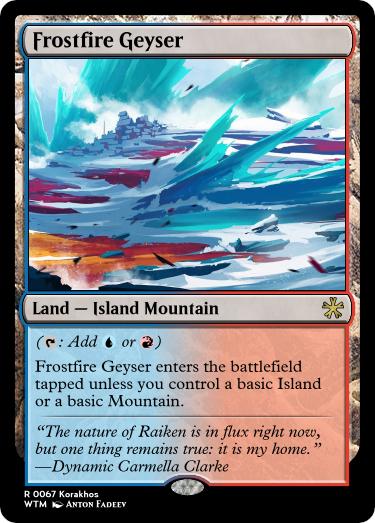 Frostfire Geyser
Land — Island Mountain
(T: Add U or R.)
Frostfire Geyser enters the battlefield
tapped unless you control a basic Island
or a basic Mountain.
“The nature of Raiken is in flux right now,
but one thing remains true: it is my home.”
—Dynamic Carmella Clarke
R 0067 Korakhos
WTM Anton Fadeev